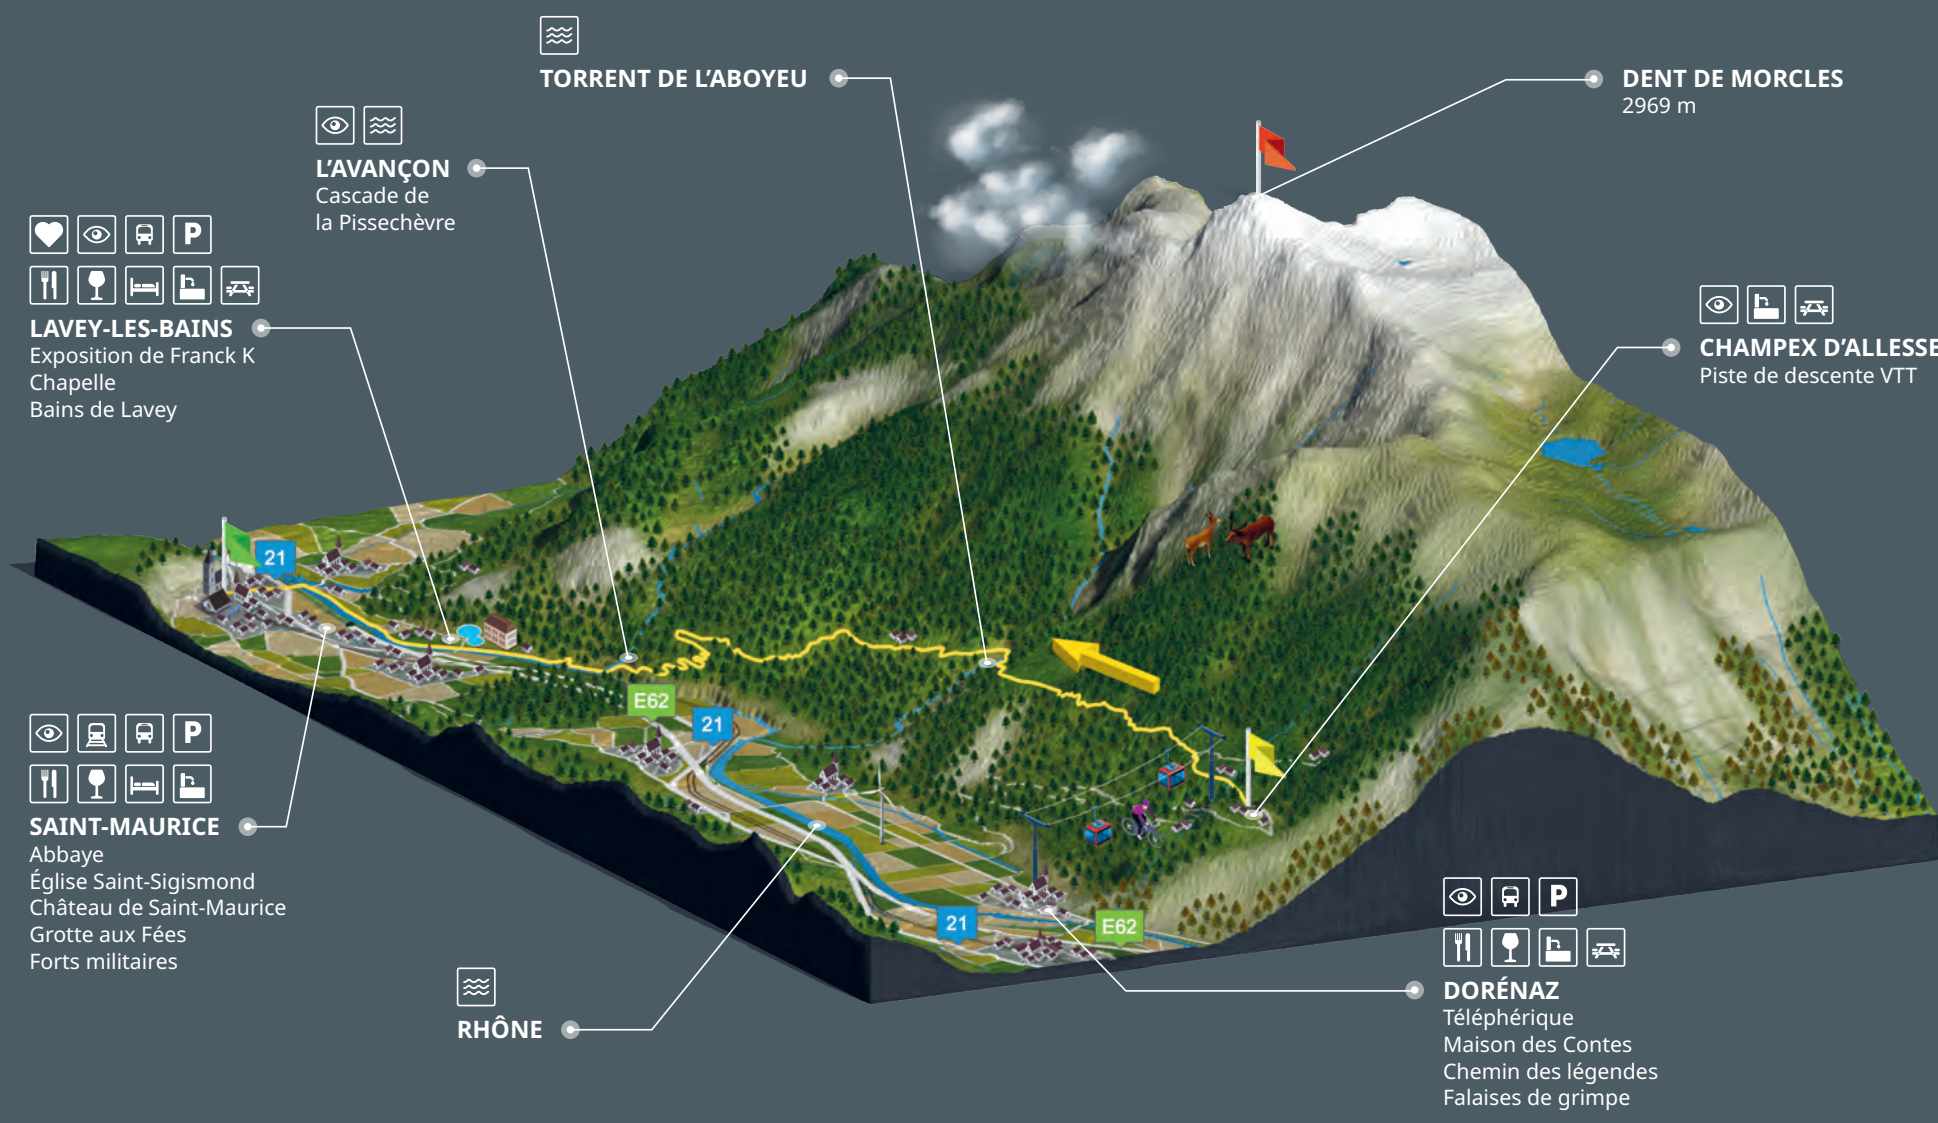 TORRENT DE L'ABOYEU
DENT DE MORCLES
2969 m
L'AVANÇON
Cascade de
la Pissechèvre
P
LAVEY-LES-BAINS
Exposition de Franck K
Chapelle
Bains de Lavey
CHAMPEX D'ALLESSE
Piste de descente VTT
21
E62
21
P
SAINT-MAURICE
Abbaye
Église Saint-Sigismond
Château de Saint-Maurice
Grotte aux Fées
Forts militaires
21
E62
RHÔNE
P
DORÉNAZ
Téléphérique
Maison des Contes
Chemin des légendes
Falaises de grimpe